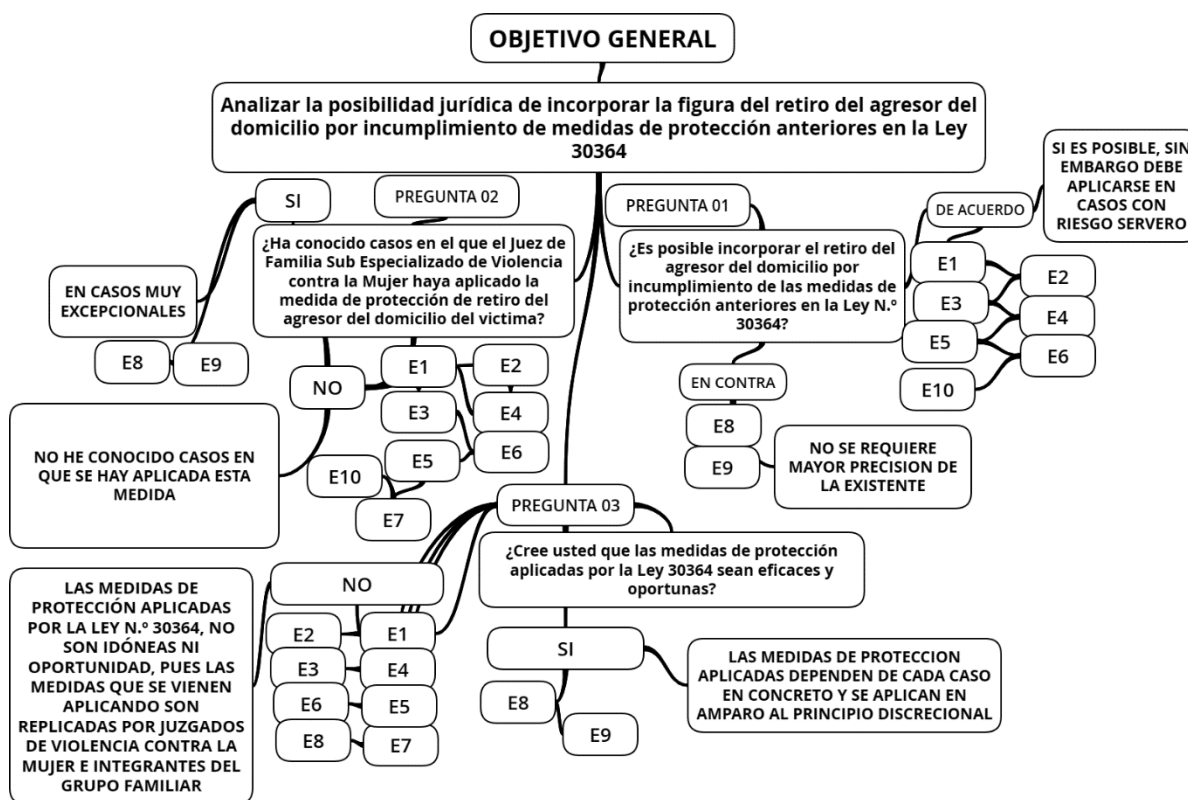 OBJETIVO GENERAL
Analizar la posibilidad jurídica de incorporar la figura del retiro del agresor del
domicilio por incumplimiento de medidas de protección anteriores en la Ley
30364
PREGUNTA 01
¿Es posible incorporar el retiro del
agresor del domicilio por
incumplimiento de las medidas de
protección anteriores en la Ley N.º
30364?
DE ACUERDO
SI ES POSIBLE, SIN
EMBARGO DEBE
APLICARSE EN
CASOS CON
RIESGO SERVERO
E1
E2
E3
E4
E5
E6
E10
EN CONTRA
E8
E9
NO SE REQUIERE
MAYOR PRECISION DE
LA EXISTENTE
PREGUNTA 02
¿Ha conocido casos en el que el Juez de
Familia Sub Especializado de Violencia
contra la Mujer haya aplicado la
medida de protección de retiro del
agresor del domicilio del victima?
SI
EN CASOS MUY
EXCEPCIONALES
E8
E9
NO
E1
E2
E3
E4
E6
E5
E10
E7
NO HE CONOCIDO CASOS EN
QUE SE HAY APLICADA ESTA
MEDIDA
PREGUNTA 03
¿Cree usted que las medidas de protección
aplicadas por la Ley 30364 sean eficaces y
oportunas?
NO
E2
E1
E3
E4
E6
E5
E8
E7
LAS MEDIDAS DE
PROTECCIÓN APLICADAS
POR LA LEY N.º 30364, NO
SON IDÓNEAS NI
OPORTUNIDAD, PUES LAS
MEDIDAS QUE SE VIENEN
APLICANDO SON
REPLICADAS POR JUZGADOS
DE VIOLENCIA CONTRA LA
MUJER E INTEGRANTES DEL
GRUPO FAMILIAR
SI
E8
E9
LAS MEDIDAS DE PROTECCION
APLICADAS DEPENDEN DE CADA CASO
EN CONCRETO Y SE APLICAN EN
AMPARO AL PRINCIPIO DISCRECIONAL